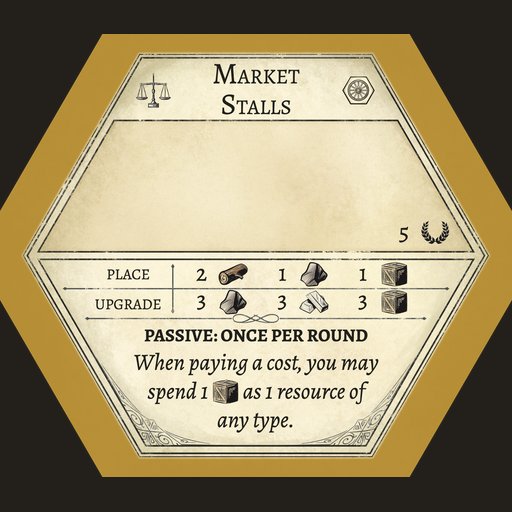 Market
Stalls
5
PLACE 2 1 1
UPGRADE 3 3 3
PASSIVE: ONCE PER ROUND
When paying a cost, you may
spend 1 as 1 resource of
any type.